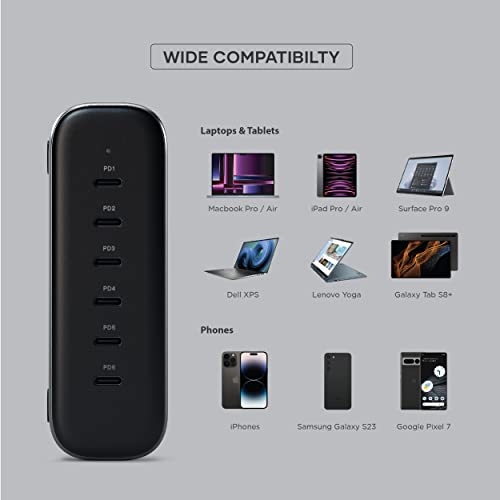 WIDE COMPATIBILTY
Laptops & Tablets
PD1
PD2
PD3
PD4
PD5
PD6
Macbook Pro / Air
iPad Pro / Air
Surface Pro 9
Dell XPS
Lenovo Yoga
Galaxy Tab S8+
Phones
iPhones
Samsung Galaxy S23
Google Pixel 7